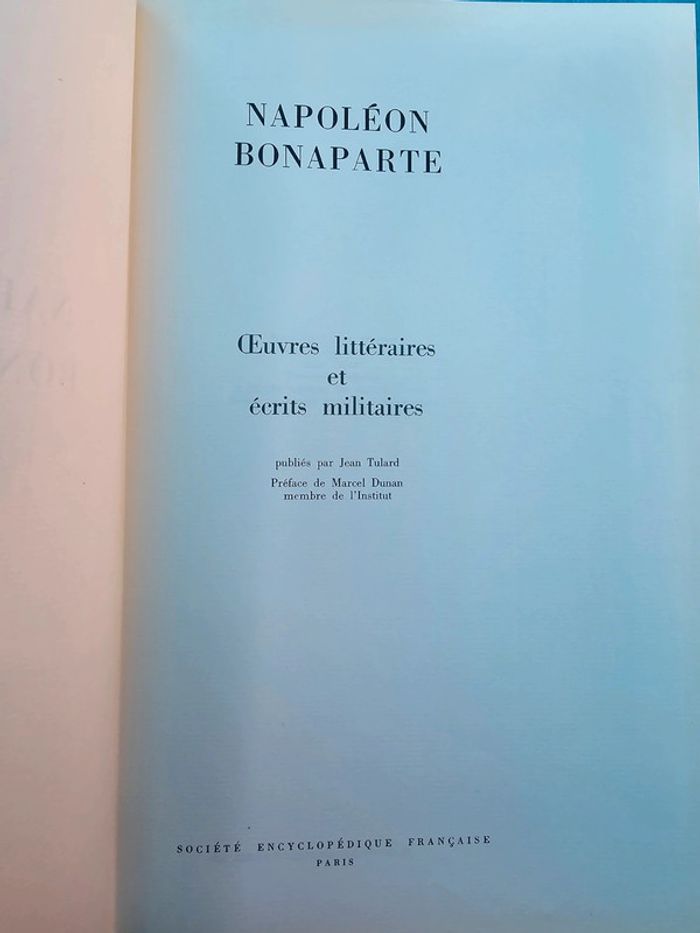 NAPOLÉON
BONAPARTE
Œuvres littéraires
et
écrits militaires
publiés par Jean Tulard
Préface de Marcel Dunan
membre de l'Institut
SOCIÉTÉ ENCYCLOPÉDIQUE FRANÇAISE
PARIS